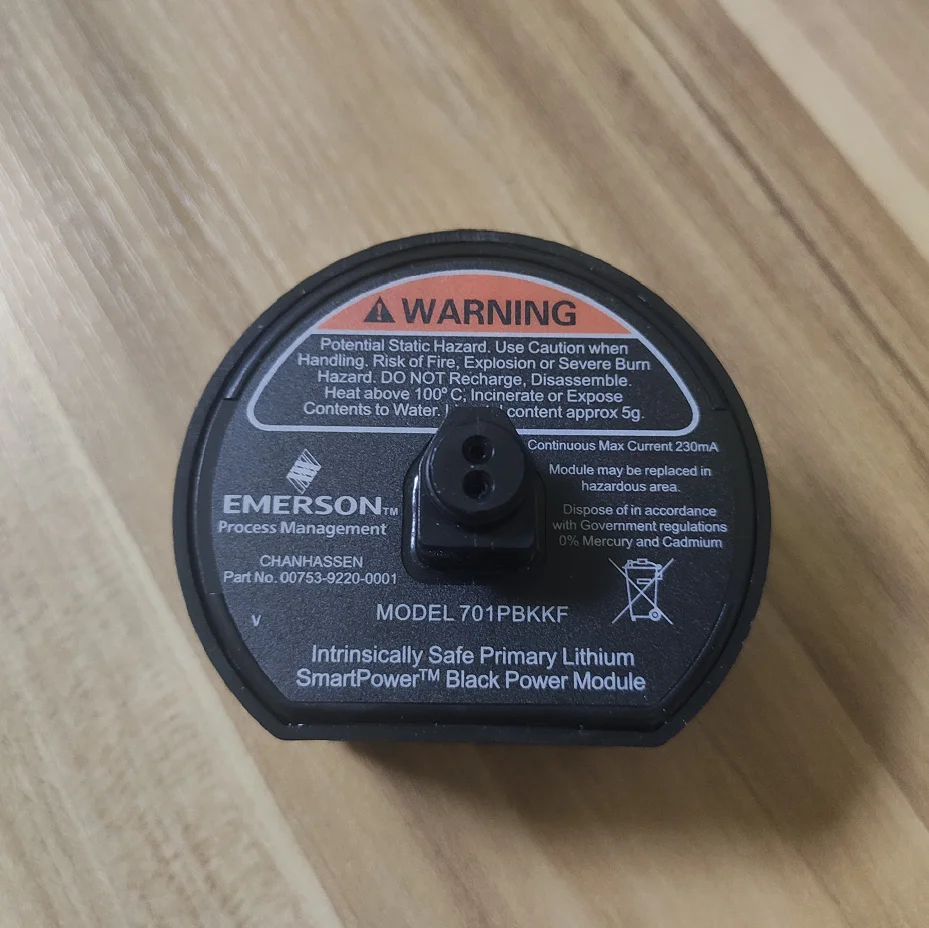 WARNING
Potential Static Hazard. Use Caution when
Handling. Risk of Fire, Explosion or Severe Burn
Hazard. DO NOT Recharge, Disassemble.
Heat above 100° C, Incinerate or Expose
Contents to Water. content approx 5g.
Continuous Max Current 230mA
Module may be replaced in
hazardous area.
Dispose of in accordance
with Government regulations
0% Mercury and Cadmium
EMERSON TM
Process Management
CHANHASSEN
Part No. 00753-9220-0001
V
MODEL 701PBKKF
Intrinsically Safe Primary Lithium
SmartPower™ Black Power Module